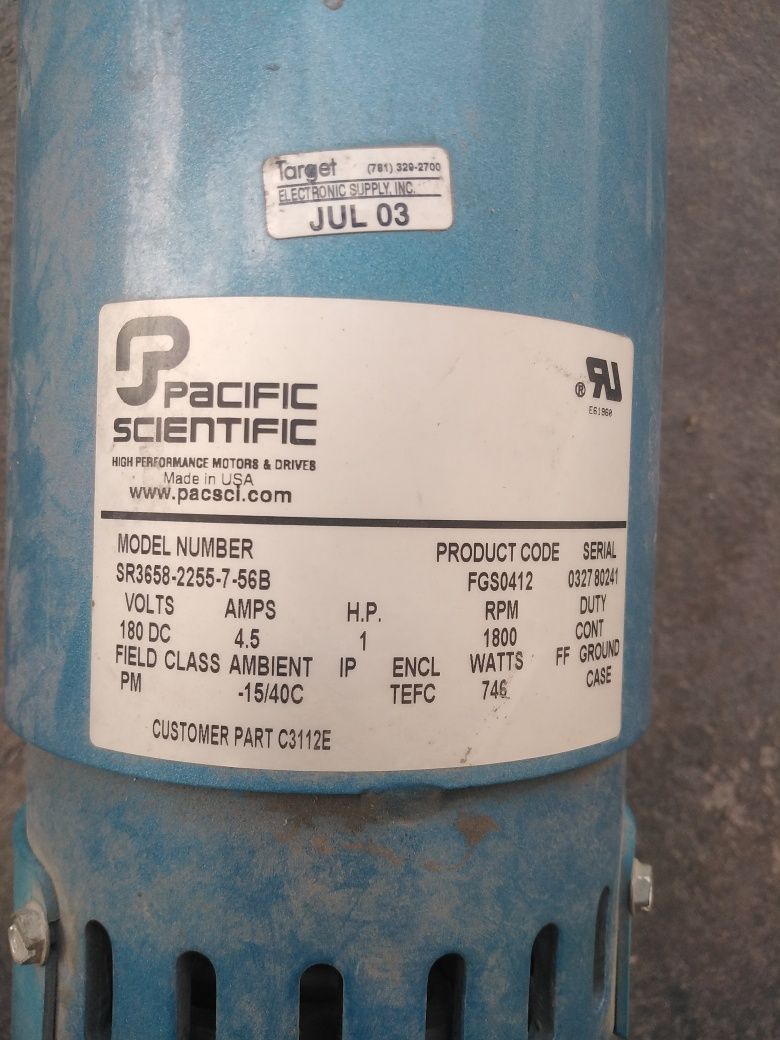 Target (781) 329-2700
ELECTRONIC SUPPLY, INC.
JUL 03
PACIFIC
SCIENTIFIC
HIGH PERFORMANCE MOTORS & DRIVES
Made in USA
www.pacsci.com
® RU
E61960
MODEL NUMBER PRODUCT CODE SERIAL
SR3658-2255-7-56B FGS0412 032780241
VOLTS AMPS H.P. RPM DUTY
180 DC 4.5 1 1800 CONT
FIELD CLASS AMBIENT IP ENCL WATTS FF GROUND
PM -15/40C TEFC 746 CASE
CUSTOMER PART C3112E